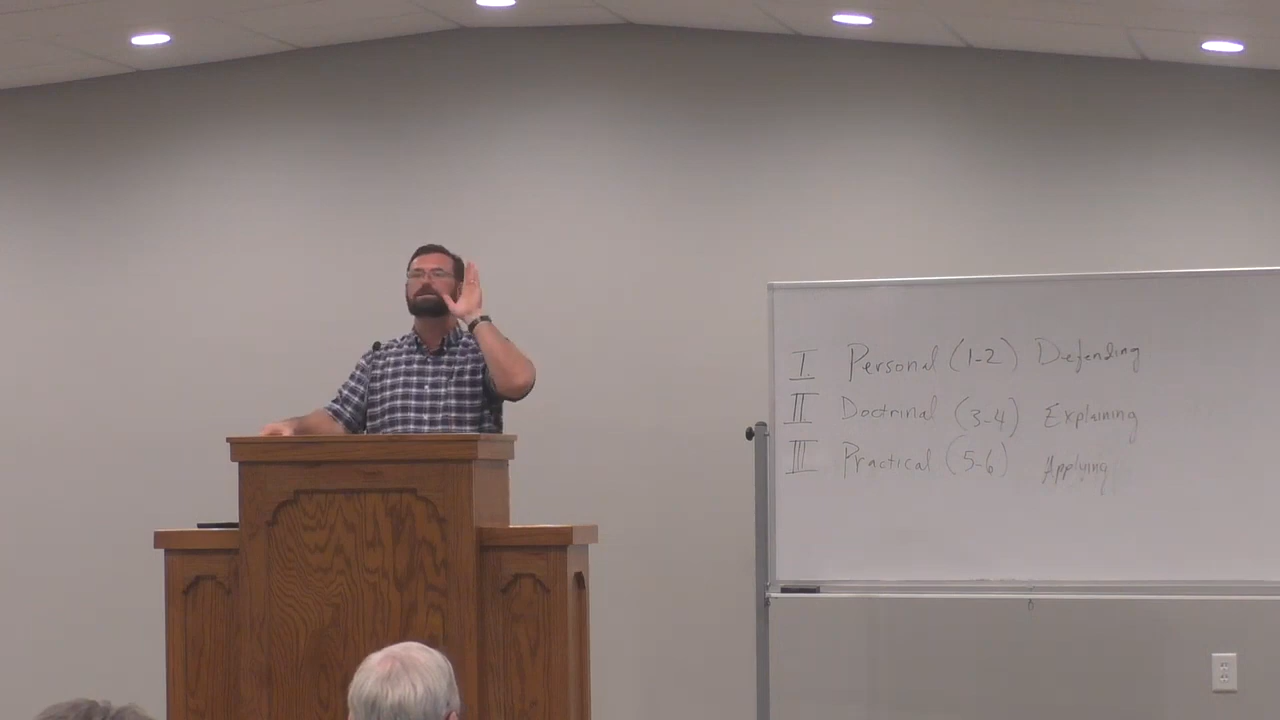 I. Personal (1-2) Defending
II Doctrinal (3-4) Explaining
III Practical (5-6) Applying